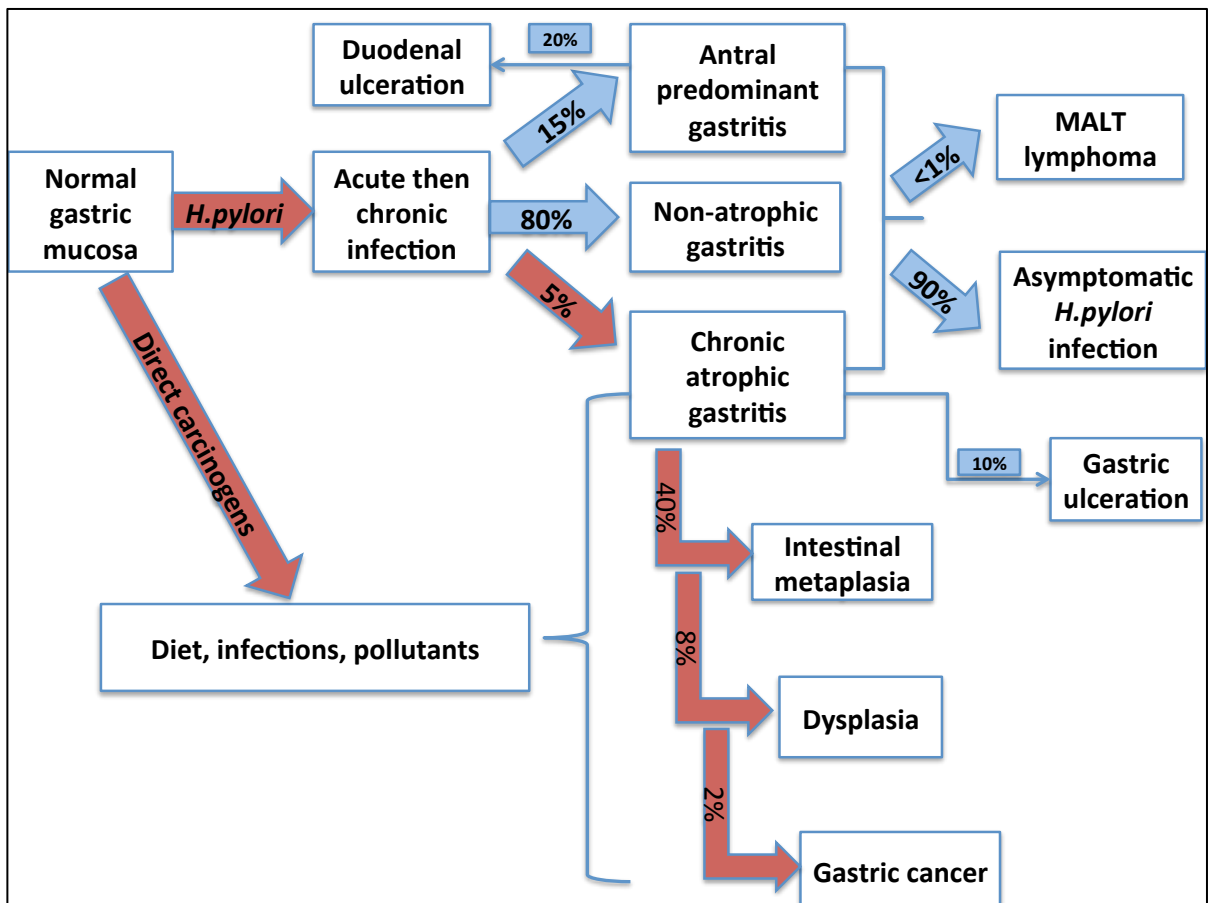 Duodenal
ulceration
20%
Antral
predominant
gastritis
15%
MALT
lymphoma
<1%
Normal
gastric
mucosa
H.pylori
Acute then
chronic
infection
80%
Non-atrophic
gastritis
5%
90%
Asymptomatic
H.pylori
infection
Chronic
atrophic
gastritis
Direct carcinogens
10%
Gastric
ulceration
40%
Intestinal
metaplasia
Diet, infections, pollutants
8%
Dysplasia
2%
Gastric cancer